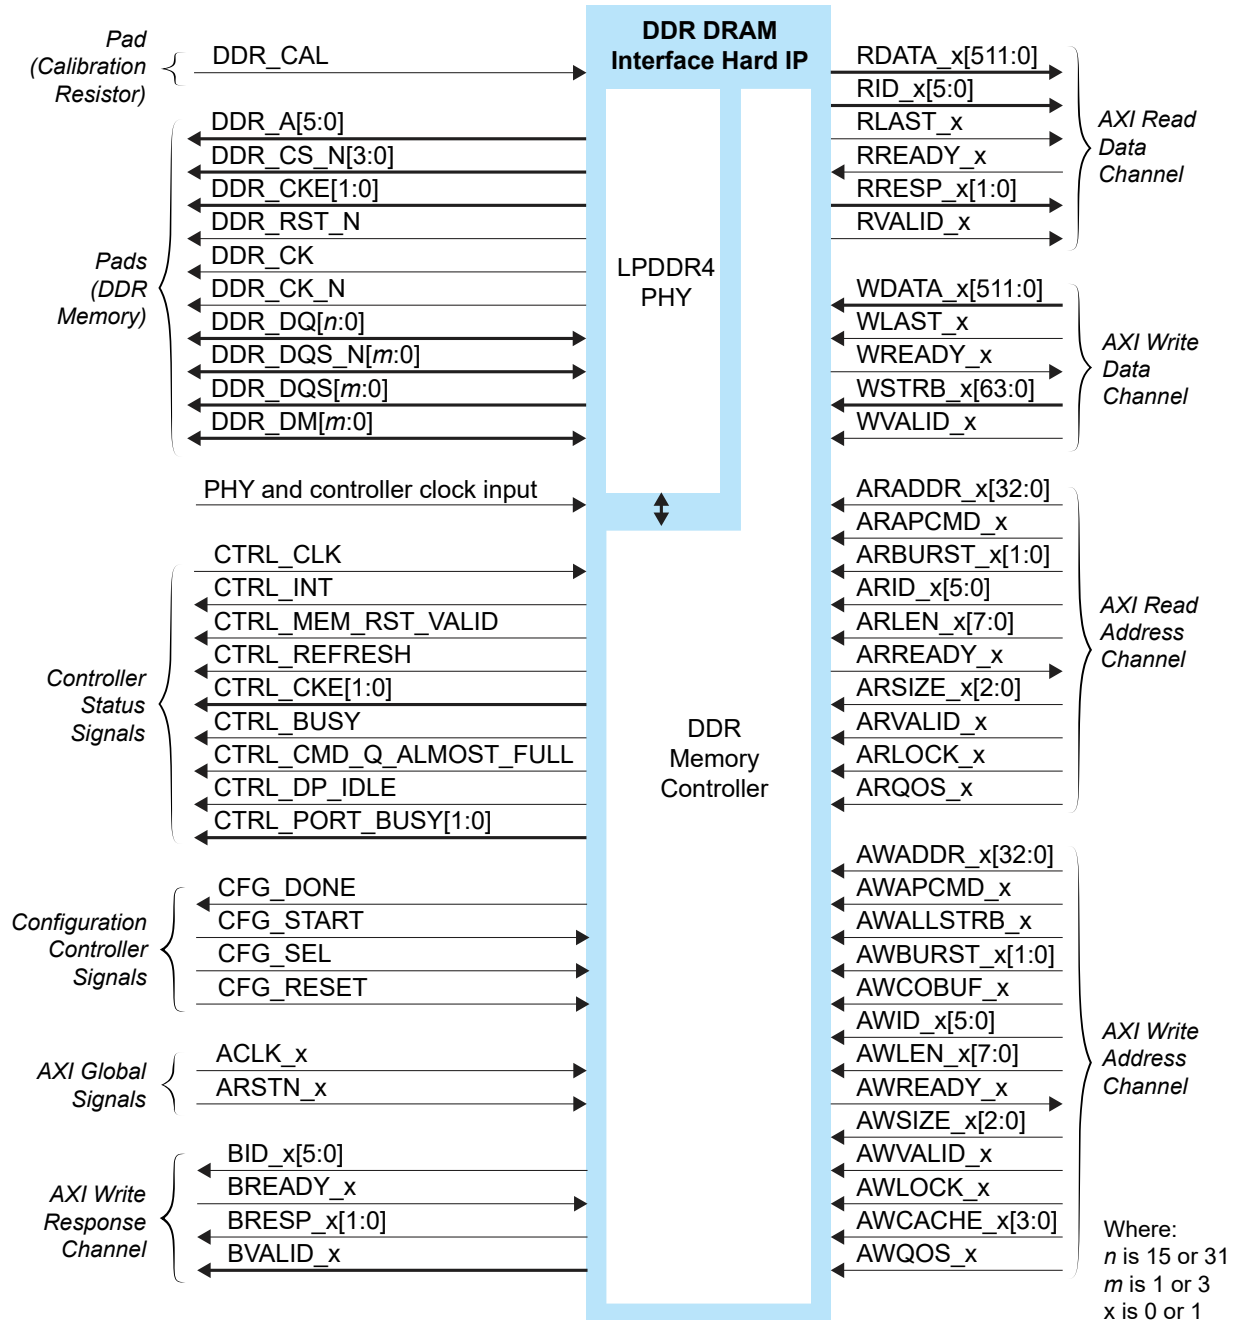 Pad
(Calibration
Resistor)
DDR_CAL
DDR_A[5:0]
DDR_CS_N[3:0]
DDR_CKE[1:0]
DDR_RST_N
DDR_CK
DDR_CK_N
DDR_DQ[n:0]
DDR_DQS_N[m:0]
DDR_DQS[m:0]
DDR_DM[m:0]
Pads
(DDR
Memory)
PHY and controller clock input
CTRL_CLK
CTRL_INT
CTRL_MEM_RST_VALID
CTRL_REFRESH
CTRL_CKE[1:0]
CTRL_BUSY
CTRL_CMD_Q_ALMOST_FULL
CTRL_DP_IDLE
CTRL_PORT_BUSY[1:0]
Controller
Status
Signals
CFG_DONE
CFG_START
CFG_SEL
CFG_RESET
Configuration
Controller
Signals
ACLK_x
ARSTN_x
AXI Global
Signals
BID_x[5:0]
BREADY_x
BRESP_x[1:0]
BVALID_x
AXI Write
Response
Channel
DDR DRAM
Interface Hard IP
LPDDR4
PHY
DDR
Memory
Controller
RDATA_x[511:0]
RID_x[5:0]
RLAST_x
RREADY_x
RRESP_x[1:0]
RVALID_x
AXI Read
Data
Channel
WDATA_x[511:0]
WLAST_x
WREADY_x
WSTRB_x[63:0]
WVALID_x
AXI Write
Data
Channel
ARADDR_x[32:0]
ARAPCMD_x
ARBURST_x[1:0]
ARID_x[5:0]
ARLEN_x[7:0]
ARREADY_x
ARSIZE_x[2:0]
ARVALID_x
ARLOCK_x
ARQOS_x
AXI Read
Address
Channel
AWADDR_x[32:0]
AWAPCMD_x
AWALLSTRB_x
AWBURST_x[1:0]
AWCOBUF_x
AWID_x[5:0]
AWLEN_x[7:0]
AWREADY_x
AWSIZE_x[2:0]
AWVALID_x
AWLOCK_x
AWCACHE_x[3:0]
AWQOS_x
AXI Write
Address
Channel
Where:
n is 15 or 31
m is 1 or 3
x is 0 or 1